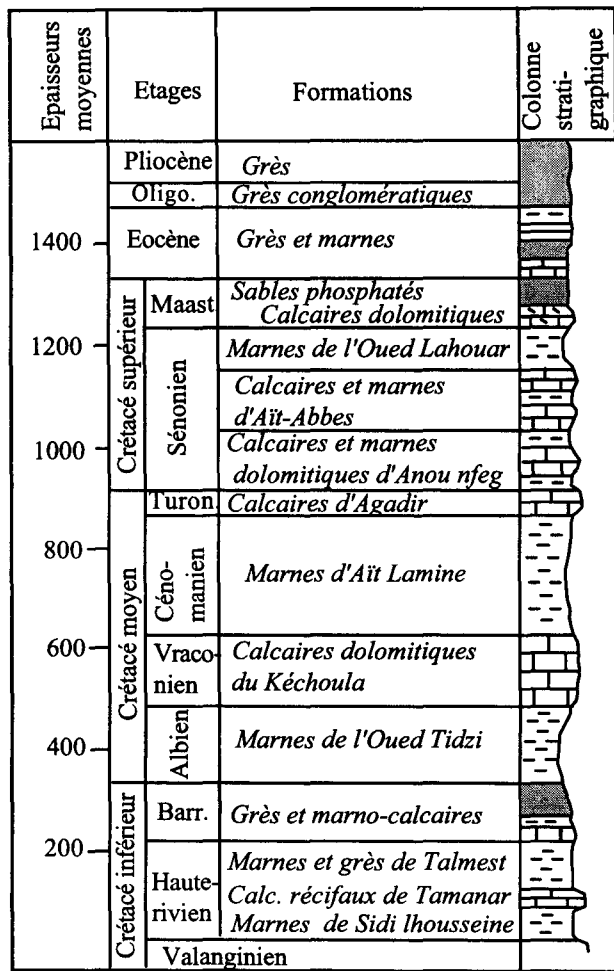 Epaisseurs
moyennes
Etages
Formations
Colonne
strati-
graphique
Pliocène
Grès
Oligo.
Grès conglomératiques
1400
Eocène
Grès et marnes
Crétacé supérieur
Maast
Sables phosphatés
Calcaires dolomitiques
1200
Sénonien
Marnes de l'Oued Lahouar
Calcaires et marnes
d'Aït-Abbes
1000
Calcaires et marnes
dolomitiques d'Anou nfeg
Crétacé moyen
Turon.
Calcaires d'Agadir
800
Céno-
manien
Marnes d'Aït Lamine
600
Vraco-
nien
Calcaires dolomitiques
du Kéchoula
400
Albien
Marnes de l'Oued Tidzi
Crétacé inférieur
Barr.
Grès et marno-calcaires
200
Haute-
rivien
Marnes et grès de Talmest
Calc. récifaux de Tamanar
Marnes de Sidi lhousseine
Valanginien